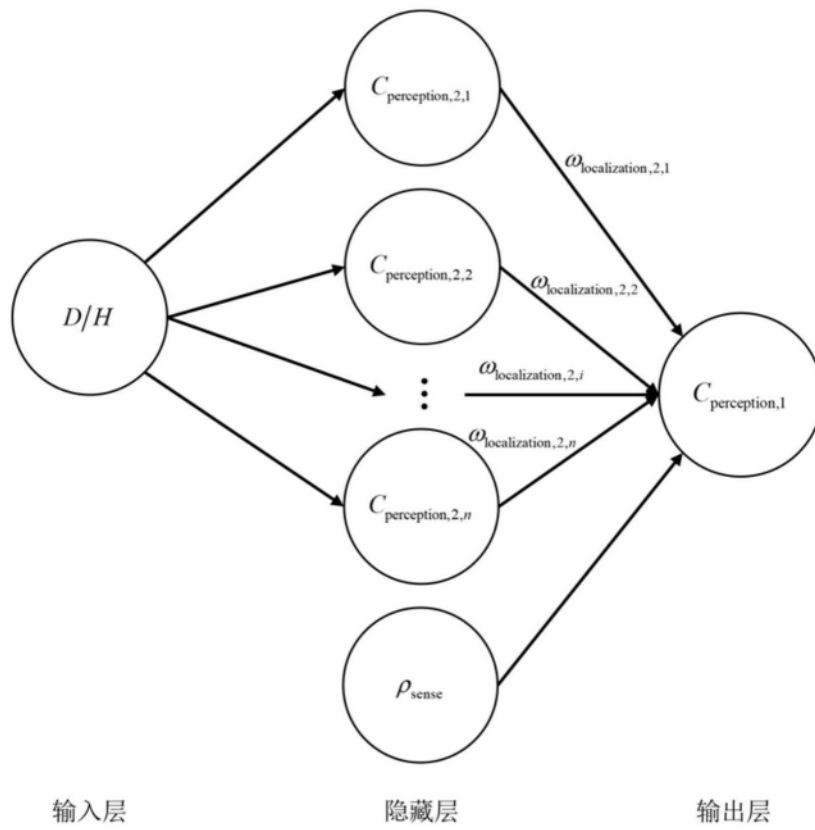 C_perception,2,1
ω_localization,2,1
C_perception,2,2
ω_localization,2,2
D/H
ω_localization,2,i
⋮
C_perception,1
ω_localization,2,n
C_perception,2,n
ρ_sense
输入层 隐藏层 输出层